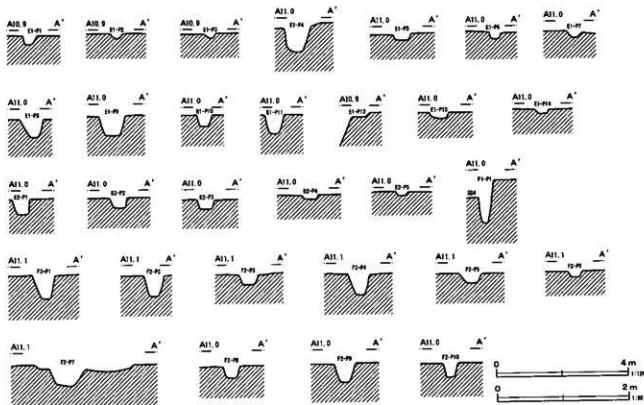 A10.9 A' A10.9 A' A10.9 A' A11.0 A' A11.0 A' A11.0 A' A11.0 A'
E1-P1 E1-P2 E1-P3 E1-P4 E1-P5 E1-P6 E1-P7
A11.0 A' A11.0 A' A11.0 A' A11.0 A' A10.9 A' A11.0 A' A11.0 A'
E1-P8 E1-P9 E1-P10 E1-P11 E1-P12 E1-P13 E1-P14
A11.0 A' A11.0 A' A11.0 A' A11.0 A' A11.0 A' A11.0 A'
E2-P1 E2-P2 E2-P3 E2-P4 E2-P5 F1-P1
SD4
A11.1 A' A11.1 A' A11.1 A' A11.1 A' A11.1 A' A11.1 A'
F2-P1 F2-P2 F2-P3 F2-P4 F2-P5 F2-P6
A11.1 A' A11.0 A' A11.0 A' A11.0 A'
F2-P7 F2-P8 F2-P9 F2-P10
0 4 m
1:120
0 2 m
1:60